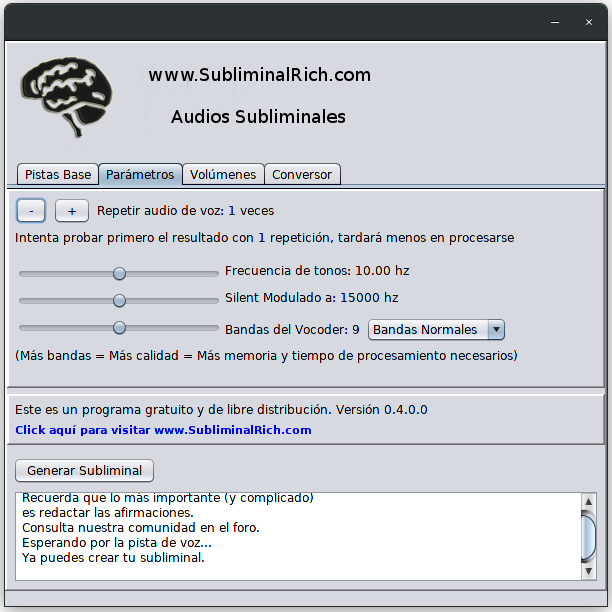 www.SubliminalRich.com
Audios Subliminales
Pistas Base Parámetros Volúmenes Conversor
- + Repetir audio de voz: 1 veces
Intenta probar primero el resultado con 1 repetición, tardará menos en procesarse
Frecuencia de tonos: 10.00 hz
Silent Modulado a: 15000 hz
Bandas del Vocoder: 9 Bandas Normales
(Más bandas = Más calidad = Más memoria y tiempo de procesamiento necesarios)
Este es un programa gratuito y de libre distribución. Versión 0.4.0.0
Click aquí para visitar www.SubliminalRich.com
Generar Subliminal
Recuerda que lo más importante (y complicado)
es redactar las afirmaciones.
Consulta nuestra comunidad en el foro.
Esperando por la pista de voz...
Ya puedes crear tu subliminal.